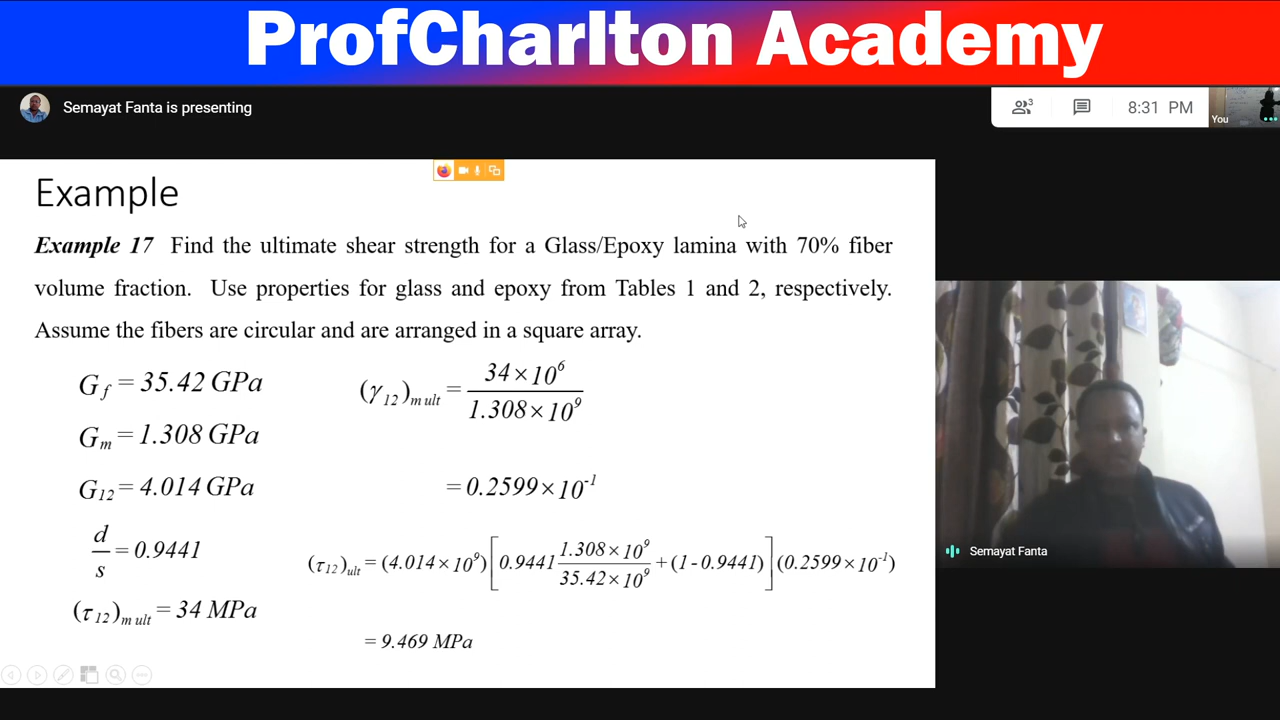 ProfCharlton Academy
Semayat Fanta is presenting
3
8:31 PM
You
Example
Example 17 Find the ultimate shear strength for a Glass/Epoxy lamina with 70% fiber
volume fraction. Use properties for glass and epoxy from Tables 1 and 2, respectively.
Assume the fibers are circular and are arranged in a square array.
G_f = 35.42 GPa
G_m = 1.308 GPa
G_12 = 4.014 GPa
d/s = 0.9441
(τ_12)_m ult = 34 MPa
(γ_12)_m ult = 34 × 10^6 / 1.308 × 10^9
= 0.2599 × 10^-1
(τ_12)_ult = (4.014 × 10^9) [0.9441 1.308 × 10^9 / 35.42 × 10^9 + (1 - 0.9441)] (0.2599 × 10^-1)
= 9.469 MPa
Semayat Fanta